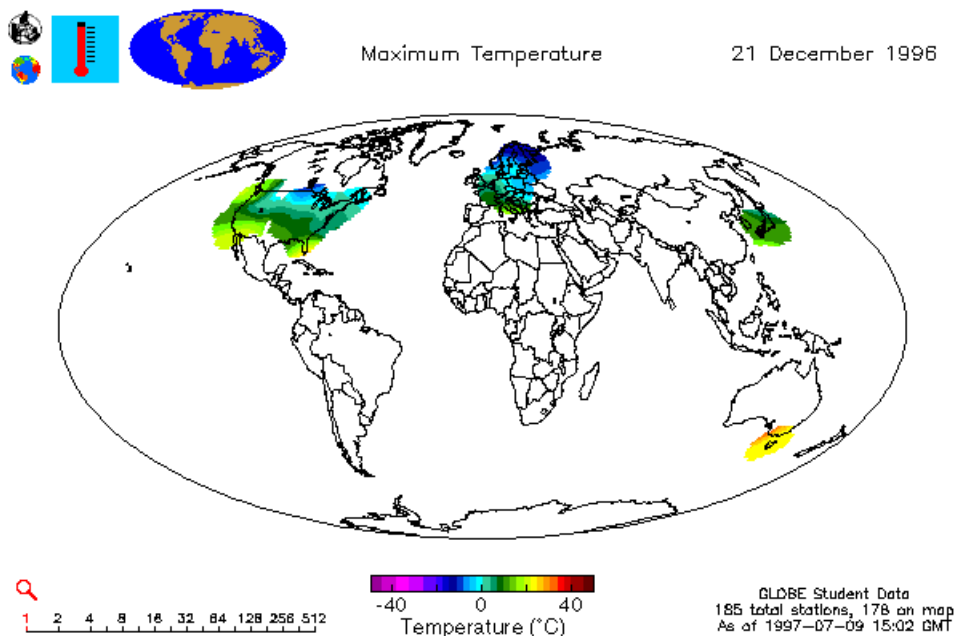 Maximum Temperature
21 December 1996
1 2 4 8 16 32 64 128 256 512
-40 0 40
Temperature (°C)
GLOBE Student Data
185 total stations, 178 on map
As of 1997-07-09 15:02 GMT